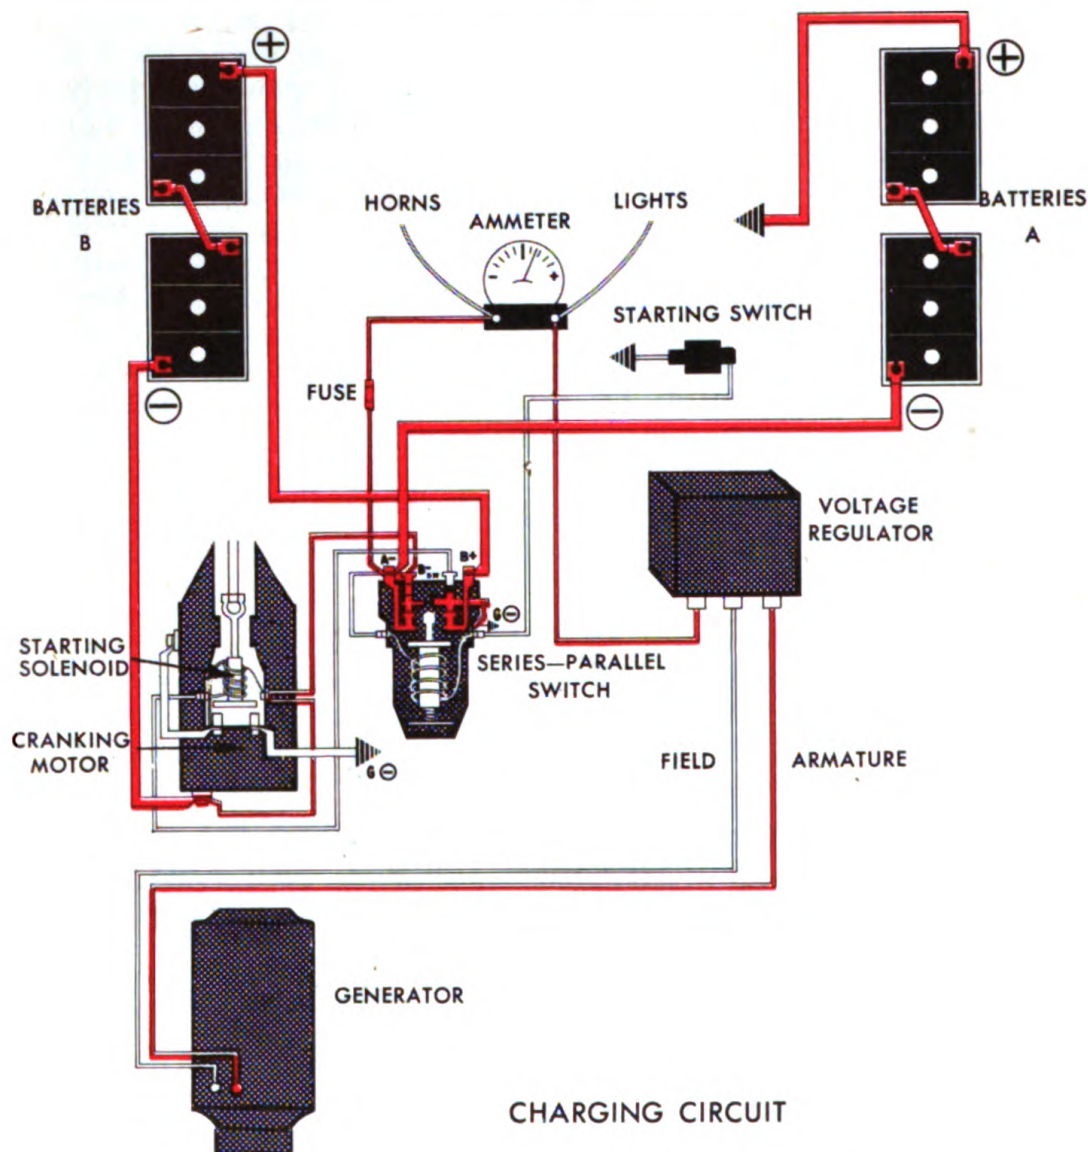 +
+
BATTERIES
B
HORNS
AMMETER
LIGHTS
BATTERIES
A
- +
STARTING SWITCH
FUSE
−
−
VOLTAGE
REGULATOR
A−
B−
B+
G −
STARTING
SOLENOID
SERIES—PARALLEL
SWITCH
CRANKING
MOTOR
G −
FIELD
ARMATURE
GENERATOR
CHARGING CIRCUIT